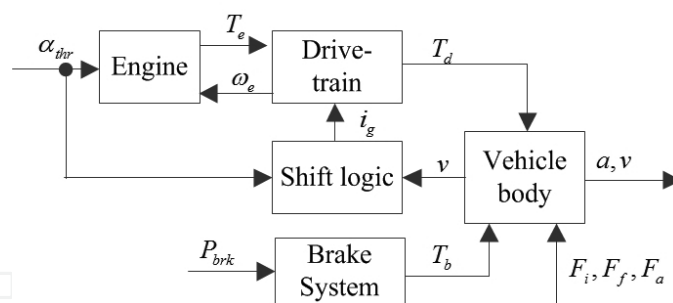 α_thr
Engine
T_e
ω_e
Drive-
train
T_d
i_g
Shift logic
v
Vehicle
body
a, v
P_brk
Brake
System
T_b
F_i, F_f, F_a